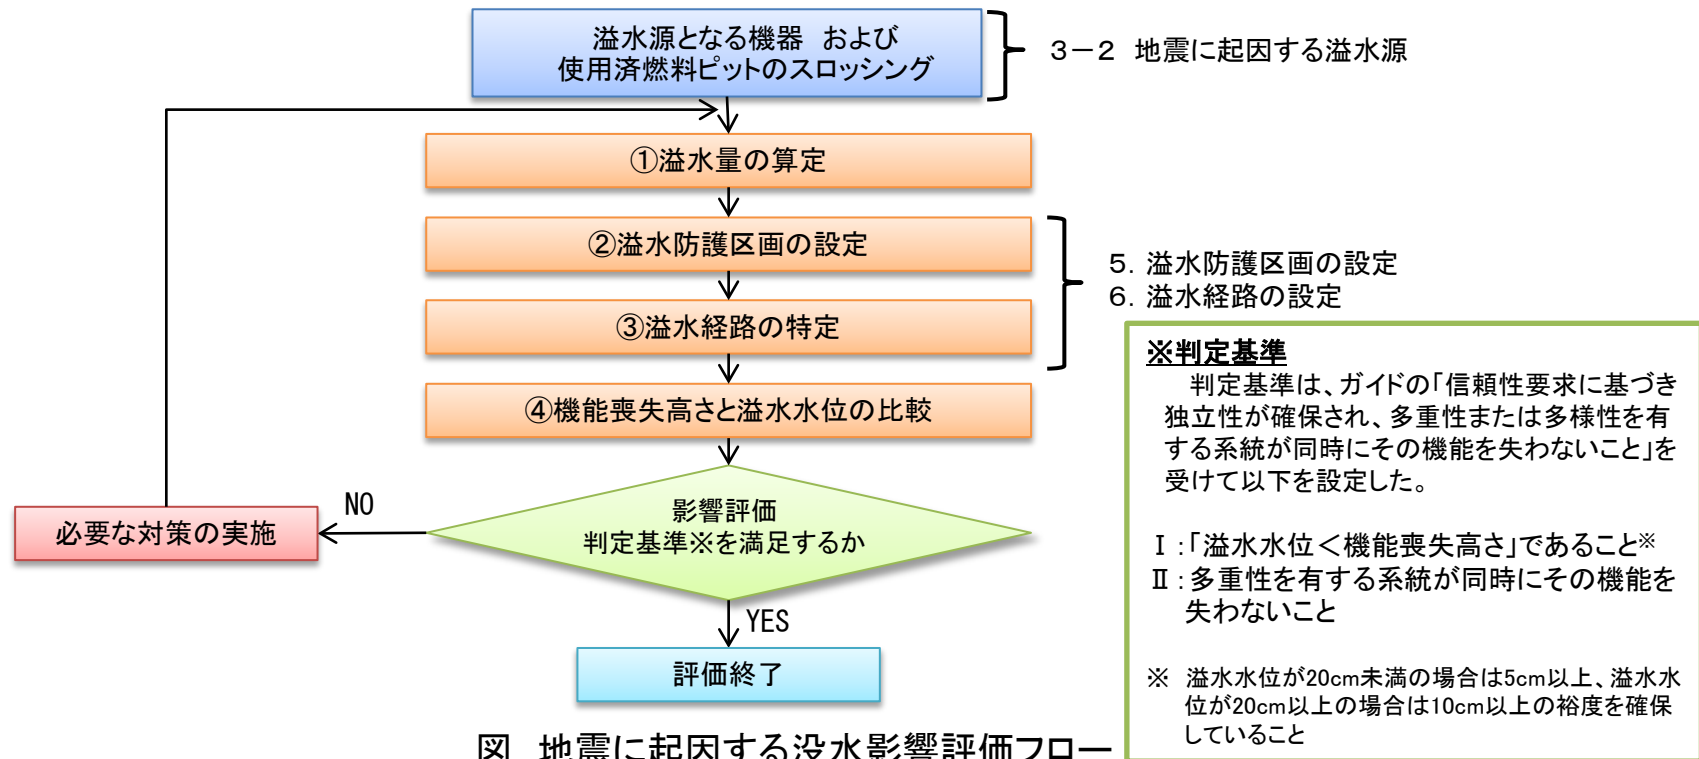 溢水源となる機器 および
使用済燃料ピットのスロッシング
3－2 地震に起因する溢水源
①溢水量の算定
②溢水防護区画の設定
③溢水経路の特定
5．溢水防護区画の設定
6．溢水経路の設定
④機能喪失高さと溢水水位の比較
影響評価
判定基準※を満足するか
NO
必要な対策の実施
YES
評価終了
※判定基準
判定基準は、ガイドの「信頼性要求に基づき
独立性が確保され、多重性または多様性を有
する系統が同時にその機能を失わないこと」を
受けて以下を設定した。
Ⅰ：「溢水水位＜機能喪失高さ」であること※
Ⅱ：多重性を有する系統が同時にその機能を
失わないこと
※ 溢水水位が20cm未満の場合は5cm以上、溢水水
位が20cm以上の場合は10cm以上の裕度を確保
していること
図 地震に起因する没水影響評価フロー